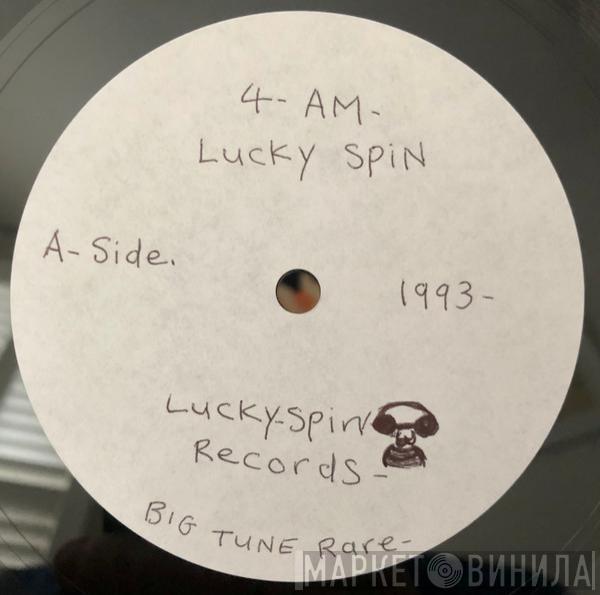 4- AM-
Lucky SpiN
A-Side.
1993-
Lucky-Spin
Records-
BIG TUNE Rare-
МАРКЕТ ВИНИЛА